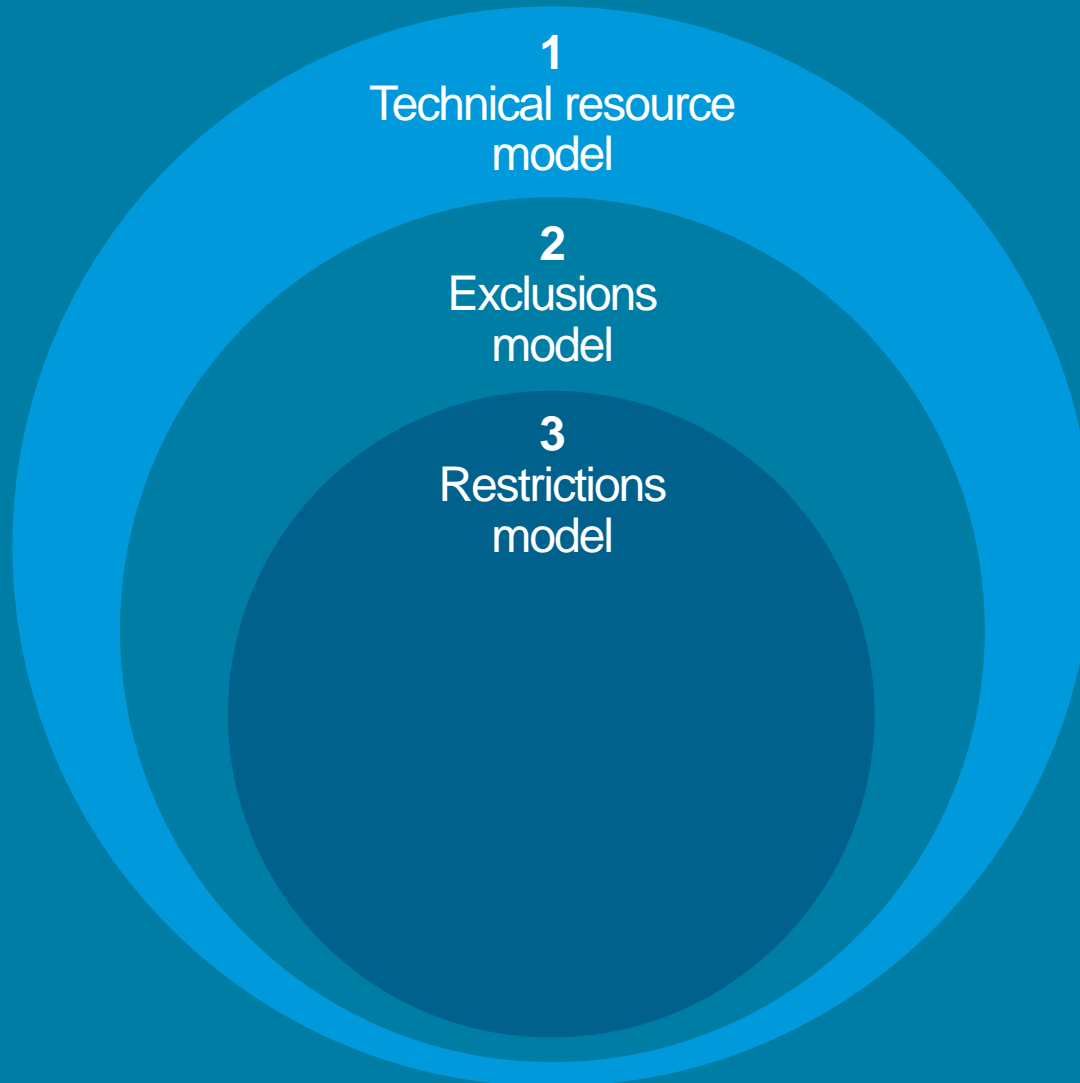 1
Technical resource
model
2
Exclusions
model
3
Restrictions
model